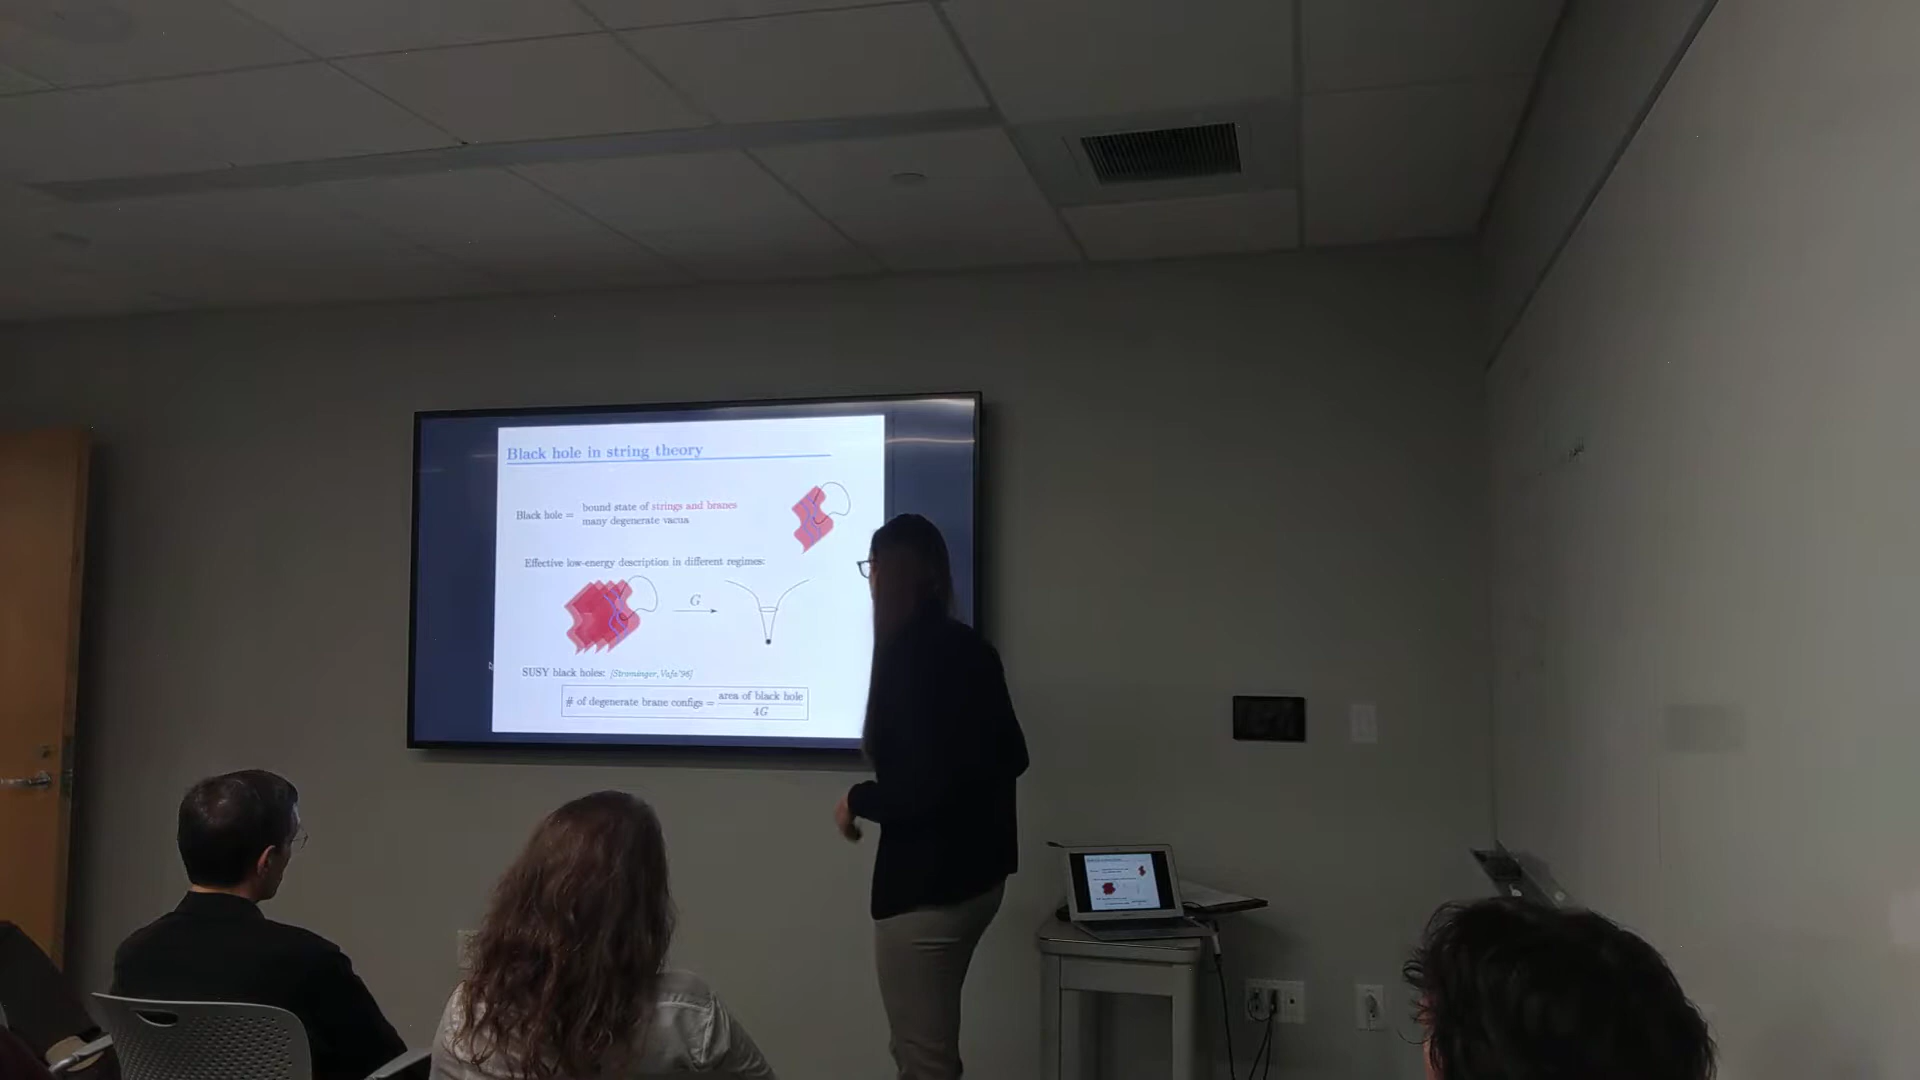 Black hole in string theory
Black hole = bound state of strings and branes
many degenerate vacua
Effective low-energy description in different regimes:
G
SUSY black holes: [Strominger, Vafa'96]
# of degenerate brane configs = area of black hole
4G